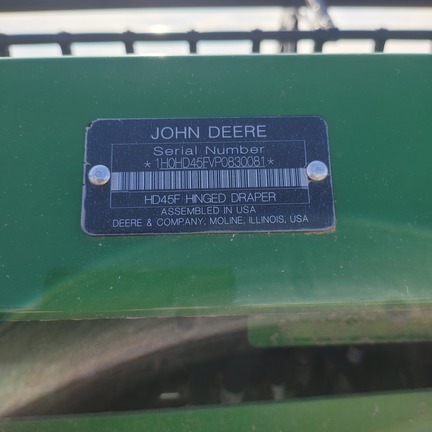 JOHN DEERE
Serial Number
*1H0HD45FVP0830081*
HD45F HINGED DRAPER
ASSEMBLED IN USA
DEERE & COMPANY, MOLINE, ILLINOIS, USA